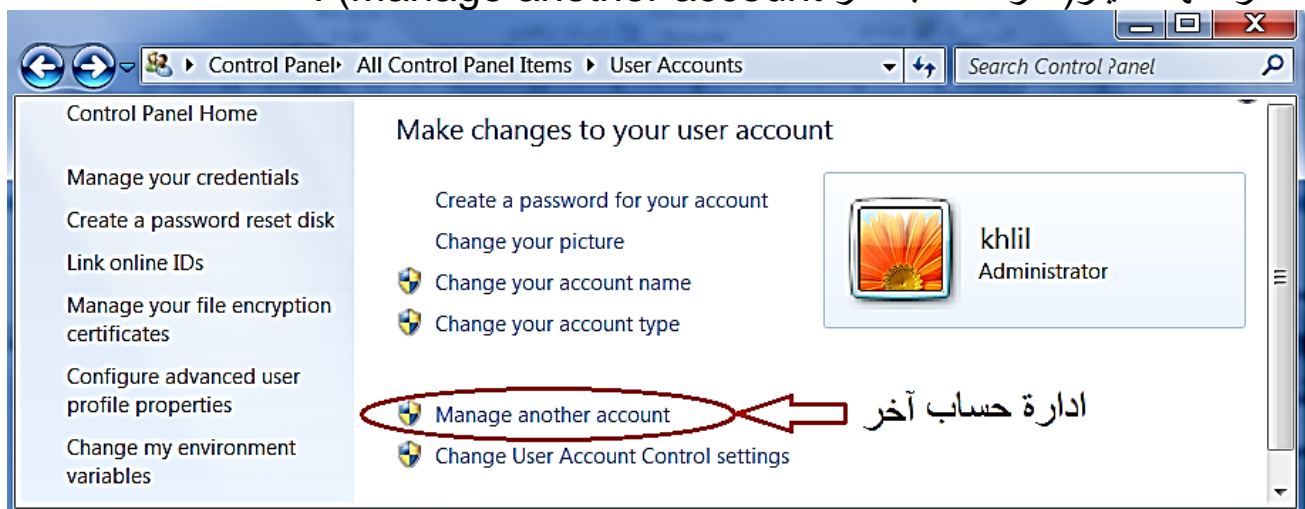 (manage another account
Control Panel
All Control Panel Items
User Accounts
Search Control Panel
Control Panel Home
Manage your credentials
Create a password reset disk
Link online IDs
Manage your file encryption
certificates
Configure advanced user
profile properties
Change my environment
variables
Make changes to your user account
Create a password for your account
Change your picture
Change your account name
Change your account type
khlil
Administrator
Manage another account
ادارة حساب آخر
Change User Account Control settings